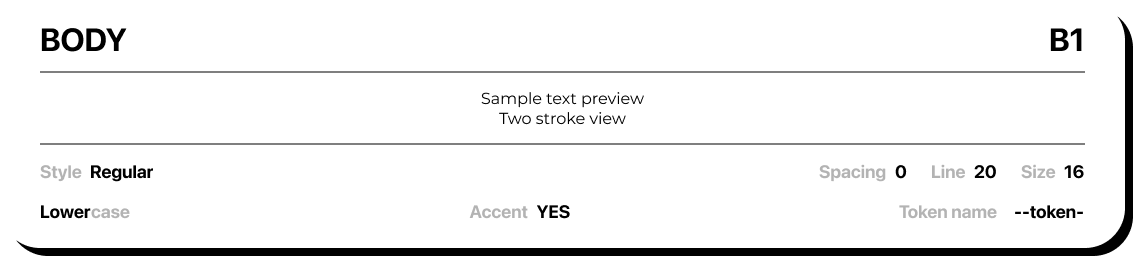 BODY B1
Sample text preview
Two stroke view
Style Regular Spacing 0 Line 20 Size 16
Lowercase Accent YES Token name --token-